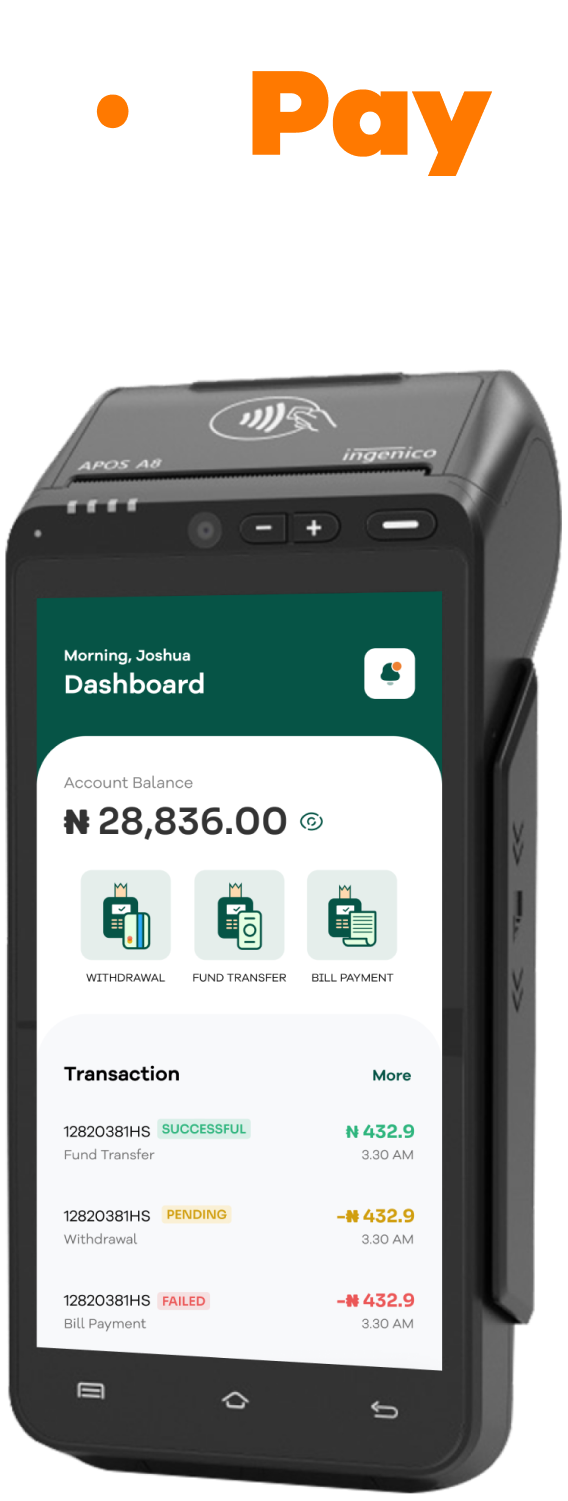 • Pay
APOS A8
ingenico
Morning, Joshua
Dashboard
Account Balance
₦ 28,836.00
WITHDRAWAL FUND TRANSFER BILL PAYMENT
Transaction More
12820381HS SUCCESSFUL ₦ 432.9
Fund Transfer 3.30 AM
12820381HS PENDING -₦ 432.9
Withdrawal 3.30 AM
12820381HS FAILED -₦ 432.9
Bill Payment 3.30 AM